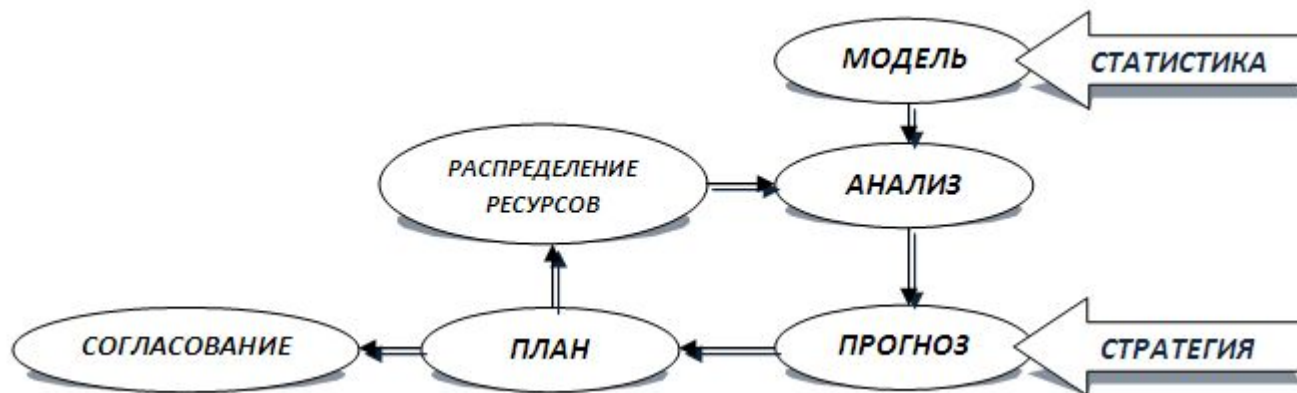 МОДЕЛЬ
СТАТИСТИКА
РАСПРЕДЕЛЕНИЕ
РЕСУРСОВ
АНАЛИЗ
СОГЛАСОВАНИЕ
ПЛАН
ПРОГНОЗ
СТРАТЕГИЯ